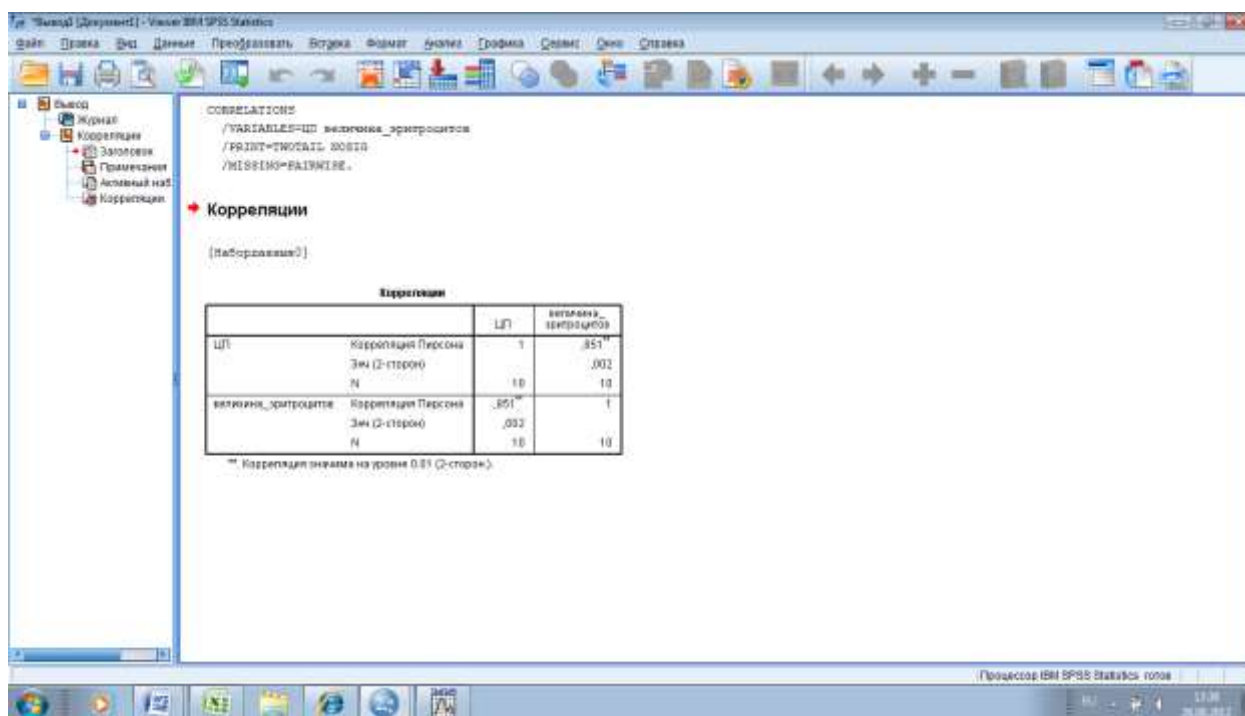 *Вывод3 [Документ1] - Viewer IBM SPSS Statistics
Файл Правка Вид Данные Преобразовать Вставка Формат Анализ Графика Сервис Окно Справка
Вывод
Журнал
Корреляции
Заголовок
Примечания
Активный наб
Корреляции
CORRELATIONS
/VARIABLES=ЦП величина_эритроцитов
/PRINT=TWOTAIL NOSIG
/MISSING=PAIRWISE.
Корреляции
[НаборДанных0]
Корреляции
ЦП величина_
эритроцитов
ЦП Корреляция Пирсона 1 ,851**
Знч.(2-сторон) ,002
N 10 10
величина_эритроцитов Корреляция Пирсона ,851** 1
Знч.(2-сторон) ,002
N 10 10
**. Корреляция значима на уровне 0.01 (2-сторон.).
Процессор IBM SPSS Statistics готов
RU